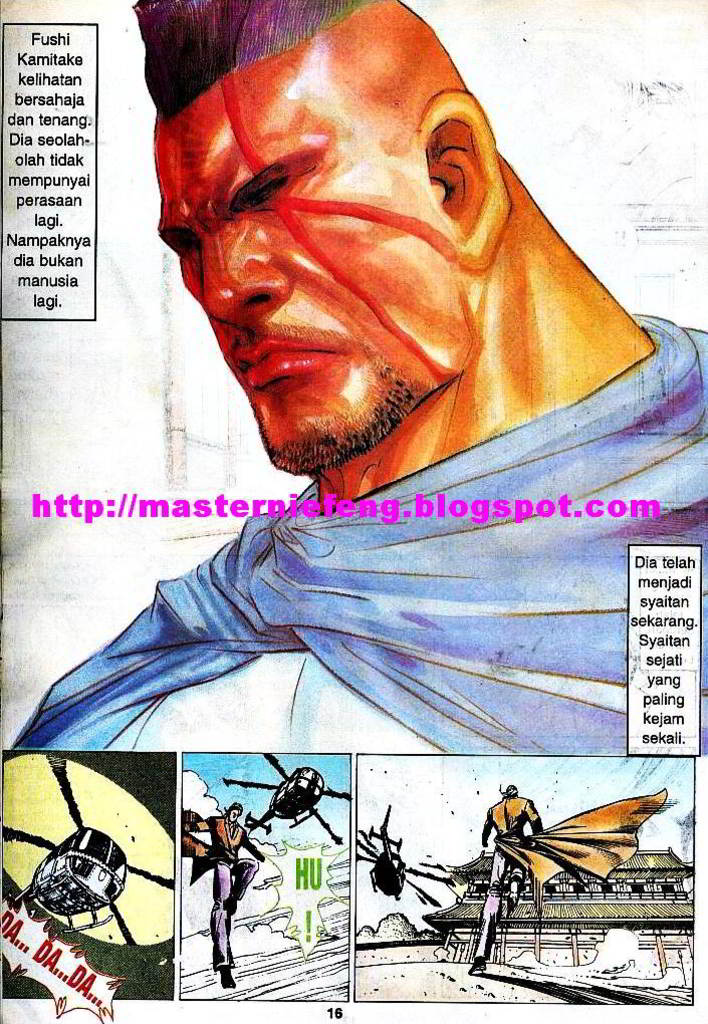 Fushi
Kamitake
kelihatan
bersahaja
dan tenang.
Dia seolah-
olah tidak
mempunyai
perasaan
lagi.
Nampaknya
dia bukan
manusia
lagi.
http://masterniefeng.blogspot.com
Dia telah
menjadi
syaitan
sekarang.
Syaitan
sejati
yang
paling
kejam
sekali.
DA... DA...DA...
HU
!
16